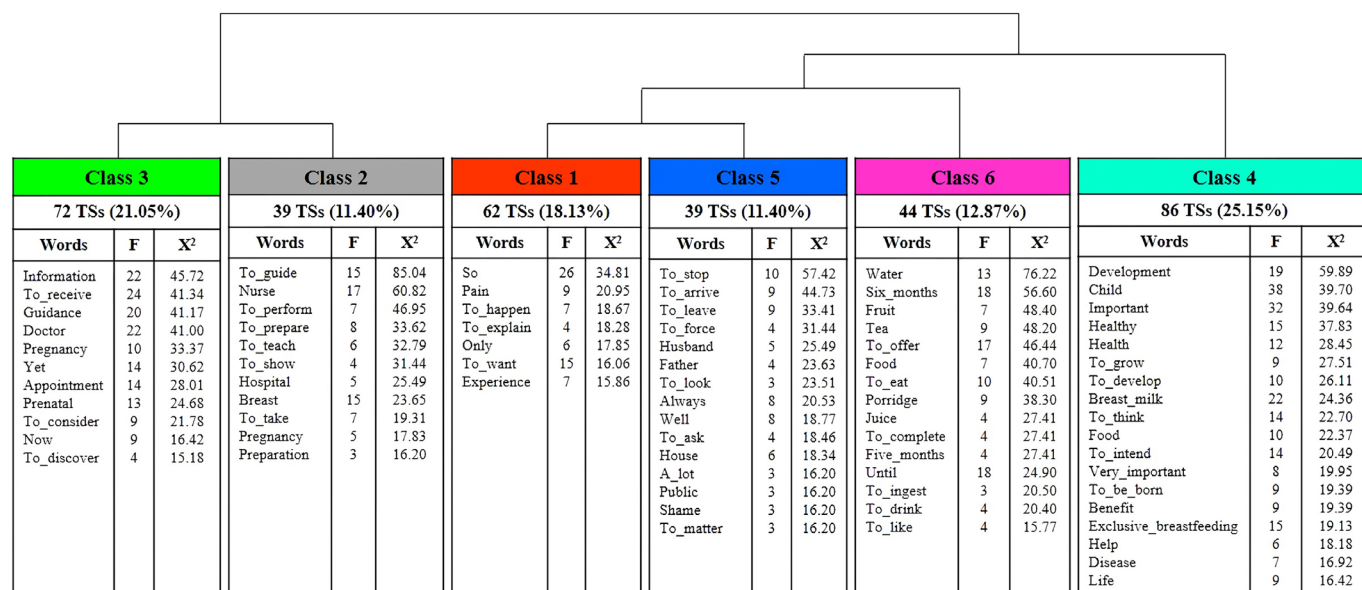 Class 3
72 TSs (21.05%)
Words F X²
Information 22 45.72
To_receive 24 41.34
Guidance 20 41.17
Doctor 22 41.00
Pregnancy 10 33.37
Yet 14 30.62
Appointment 14 28.01
Prenatal 13 24.68
To_consider 9 21.78
Now 9 16.42
To_discover 4 15.18
Class 2
39 TSs (11.40%)
Words F X²
To_guide 15 85.04
Nurse 17 60.82
To_perform 7 46.95
To_prepare 8 33.62
To_teach 6 32.79
To_show 4 31.44
Hospital 5 25.49
Breast 15 23.65
To_take 7 19.31
Pregnancy 5 17.83
Preparation 3 16.20
Class 1
62 TSs (18.13%)
Words F X²
So 26 34.81
Pain 9 20.95
To_happen 7 18.67
To_explain 4 18.28
Only 6 17.85
To_want 15 16.06
Experience 7 15.86
Class 5
39 TSs (11.40%)
Words F X²
To_stop 10 57.42
To_arrive 9 44.73
To_leave 9 33.41
To_force 4 31.44
Husband 5 25.49
Father 4 23.63
To_look 3 23.51
Always 8 20.53
Well 8 18.77
To_ask 4 18.46
House 6 18.34
A_lot 3 16.20
Public 3 16.20
Shame 3 16.20
To_matter 3 16.20
Class 6
44 TSs (12.87%)
Words F X²
Water 13 76.22
Six_months 18 56.60
Fruit 7 48.40
Tea 9 48.20
To_offer 17 46.44
Food 7 40.70
To_eat 10 40.51
Porridge 9 38.30
Juice 4 27.41
To_complete 4 27.41
Five_months 4 27.41
Until 18 24.90
To_ingest 3 20.50
To_drink 4 20.40
To_like 4 15.77
Class 4
86 TSs (25.15%)
Words F X²
Development 19 59.89
Child 38 39.70
Important 32 39.64
Healthy 15 37.83
Health 12 28.45
To_grow 9 27.51
To_develop 10 26.11
Breast_milk 22 24.36
To_think 14 22.70
Food 10 22.37
To_intend 14 20.49
Very_important 8 19.95
To_be_born 9 19.39
Benefit 9 19.39
Exclusive_breastfeeding 15 19.13
Help 6 18.18
Disease 7 16.92
Life 9 16.42